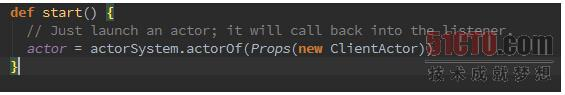 def start() {
// Just launch an actor; it will call back into the listener.
actor = actorSystem.actorOf(Props(new ClientActor))
}
51CTO.com
技术成就梦想